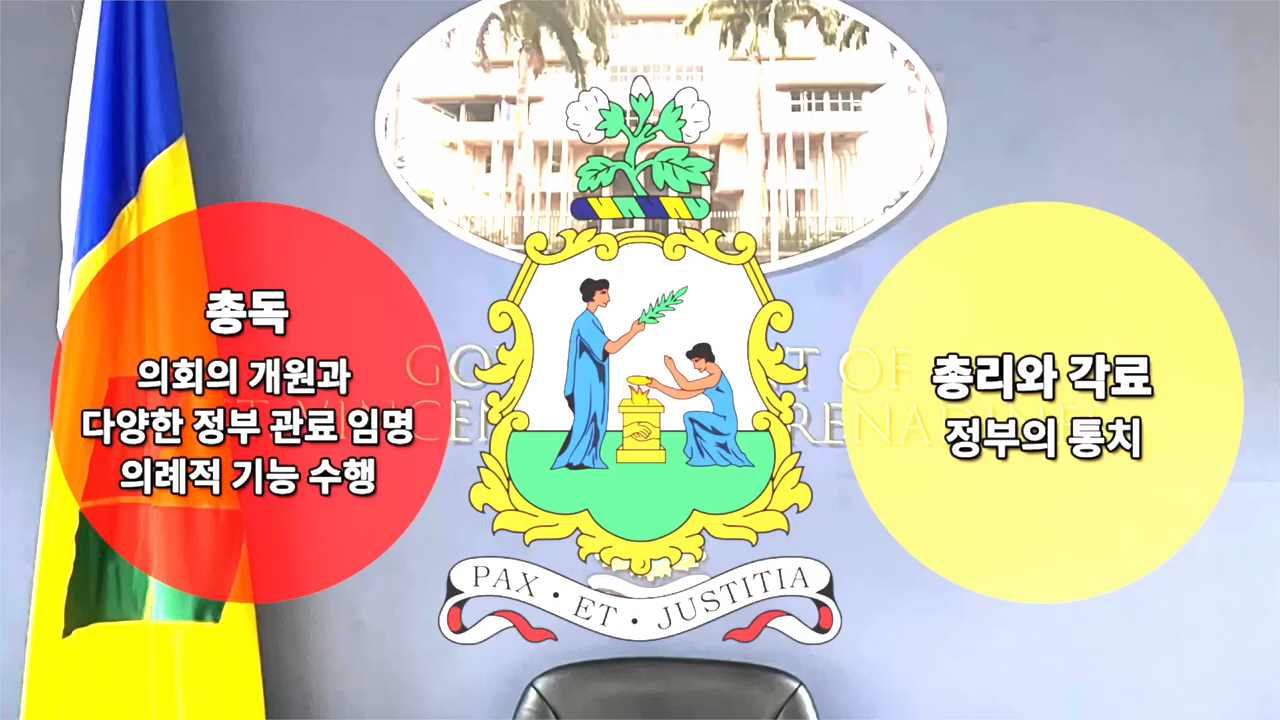 총독
의회의 개원과
다양한 정부 관료 임명
의례적 기능 수행
총리와 각료
정부의 통치
PAX • ET • JUSTITIA